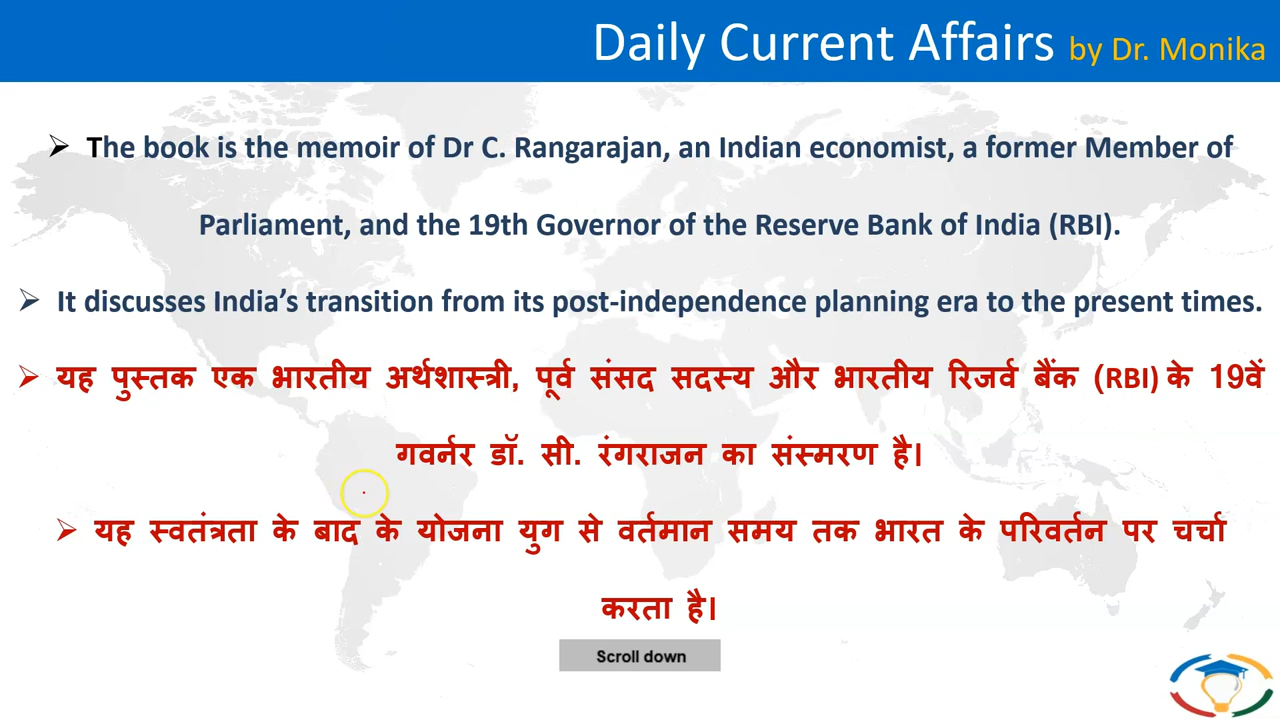 Daily Current Affairs by Dr. Monika
➢ The book is the memoir of Dr C. Rangarajan, an Indian economist, a former Member of
Parliament, and the 19th Governor of the Reserve Bank of India (RBI).
➢ It discusses India’s transition from its post-independence planning era to the present times.
➢ यह पुस्तक एक भारतीय अर्थशास्त्री, पूर्व संसद सदस्य और भारतीय रिजर्व बैंक (RBI) के 19वें
गवर्नर डॉ. सी. रंगराजन का संस्मरण है।
➢ यह स्वतंत्रता के बाद के योजना युग से वर्तमान समय तक भारत के परिवर्तन पर चर्चा
करता है।
Scroll down